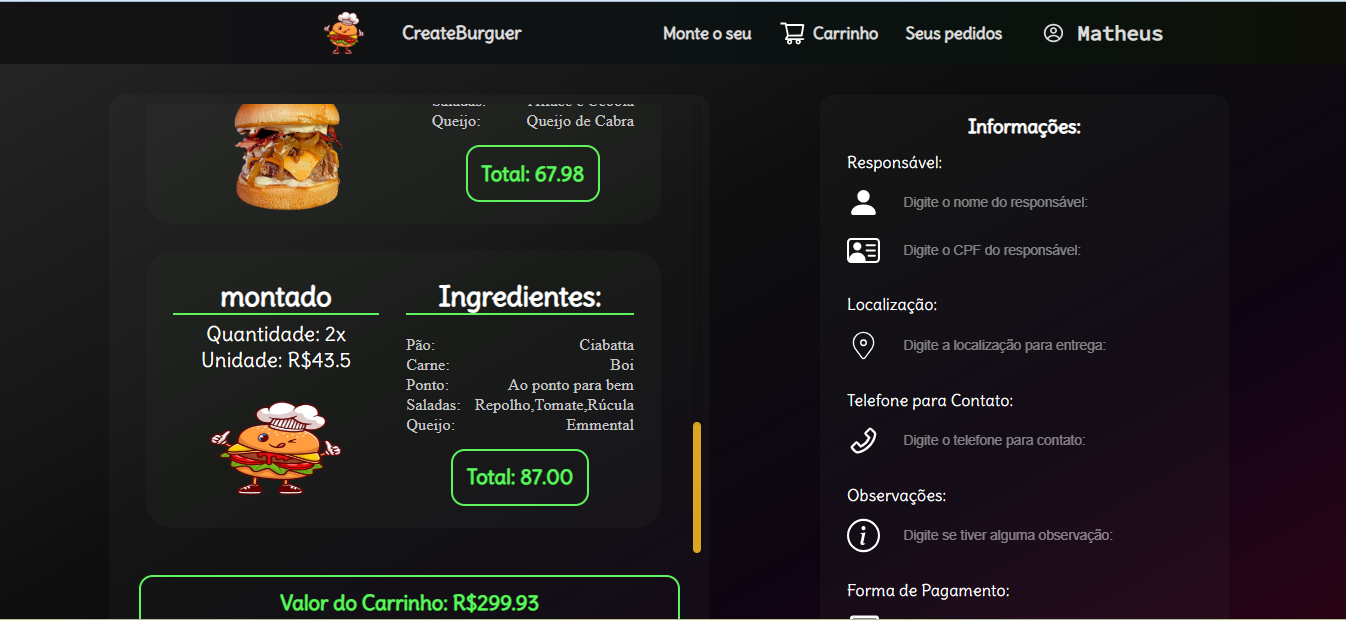 CreateBurguer
Monte o seu
Carrinho
Seus pedidos
Matheus
Queijo: Queijo de Cabra
Total: 67.98
montado
Quantidade: 2x
Unidade: R$43.5
Ingredientes:
Pão: Ciabatta
Carne: Boi
Ponto: Ao ponto para bem
Saladas: Repolho,Tomate,Rúcula
Queijo: Emmental
Total: 87.00
Valor do Carrinho: R$299.93
Informações:
Responsável:
Digite o nome do responsável:
Digite o CPF do responsável:
Localização:
Digite a localização para entrega:
Telefone para Contato:
Digite o telefone para contato:
Observações:
Digite se tiver alguma observação:
Forma de Pagamento: